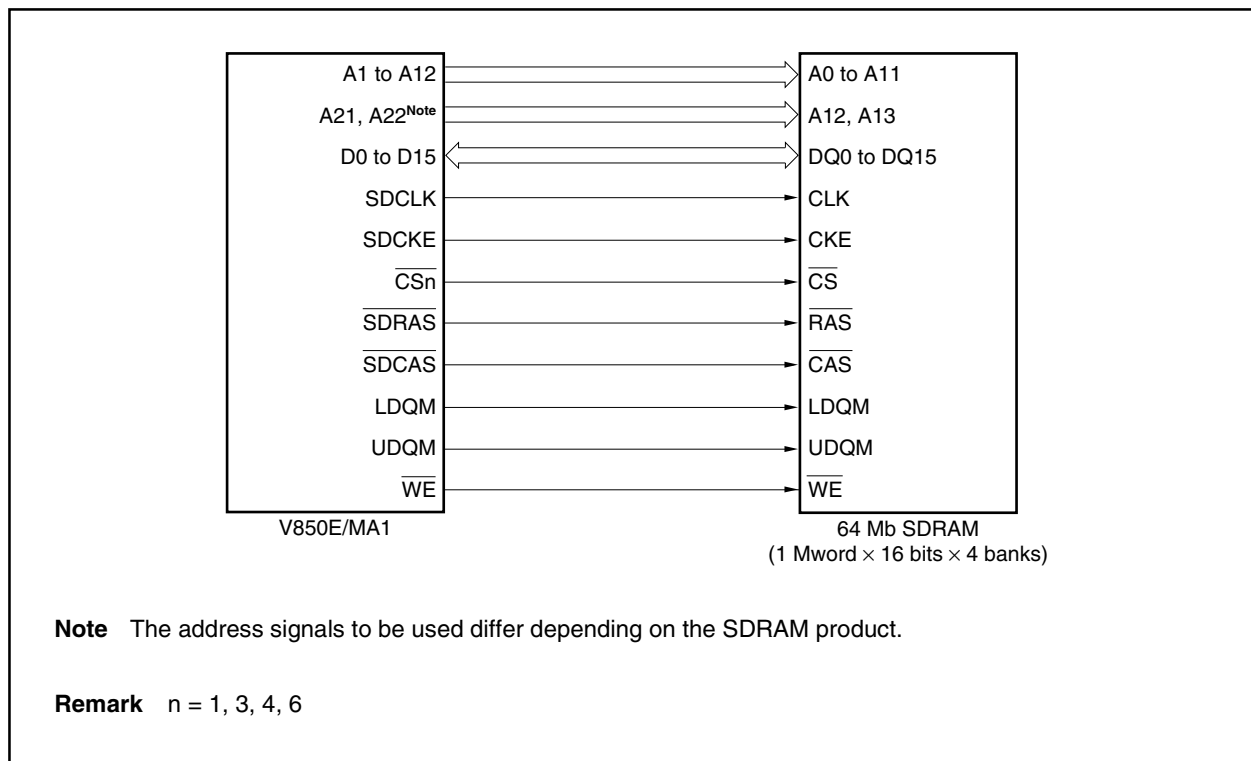 A1 to A12 A0 to A11
A21, A22Note A12, A13
D0 to D15 DQ0 to DQ15
SDCLK CLK
SDCKE CKE
CSn CS
SDRAS RAS
SDCAS CAS
LDQM LDQM
UDQM UDQM
WE WE
V850E/MA1 64 Mb SDRAM
(1 Mword × 16 bits × 4 banks)
Note The address signals to be used differ depending on the SDRAM product.
Remark n = 1, 3, 4, 6